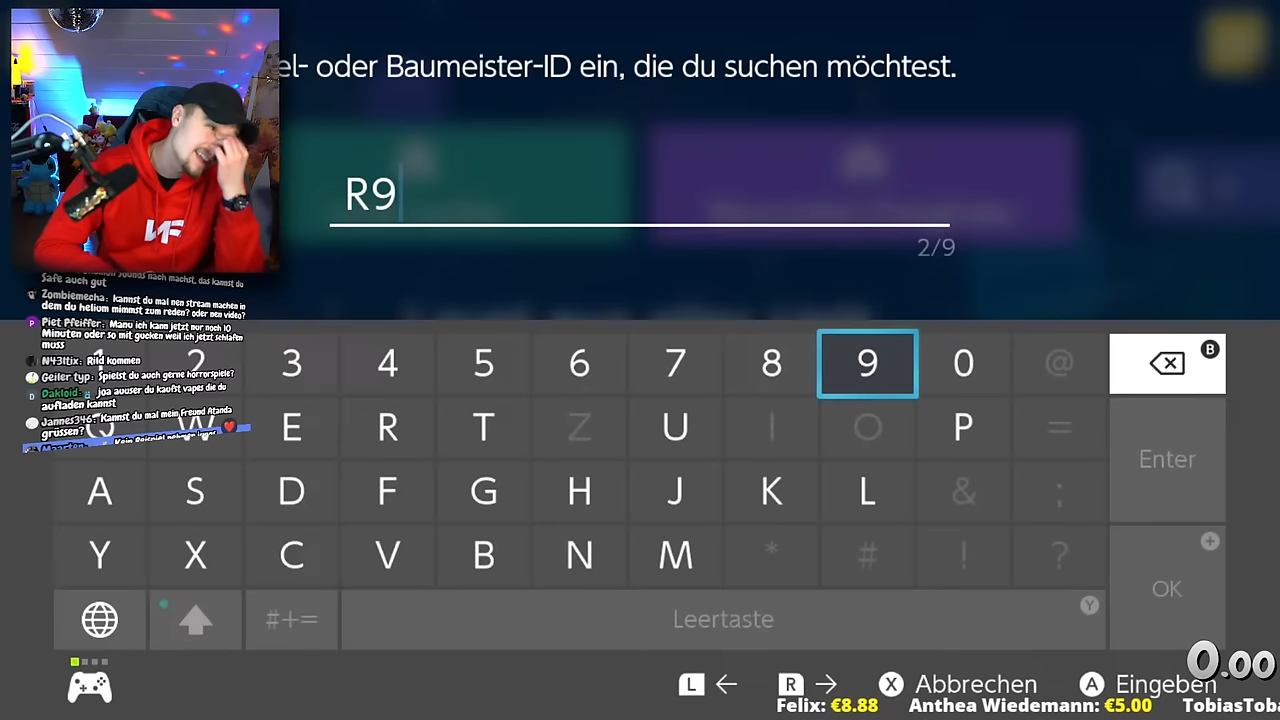 el- oder Baumeister-ID ein, die du suchen möchtest.
R9
2/9
Safe auch gut
Zombiemecha: kannst du mal nen stream machen in
dem du helium nimmst zum reden? oder nen video?
Piet Pfeiffer: Manu ich kann jetzt nur noch 10
Minuten oder so mit gucken weil ich jetzt schlafen
muss
N43ltix: Rild kommen
Geiler typ: Spielst du auch gerne horrorspiele?
Dakloid: joa auuser du kaufst vapes die du
aufladen kannst
Jannes346: Kannst du mal mein Freund Atanda
grüssen?
2 3 4 5 6 7 8 9 0 @ B
W E R T Z U I O P = Enter
A S D F G H J K L & ;
Y X C V B N M * # ! ? + OK
#+= Leertaste Y
L ← R → X Abbrechen A Eingeben
0.00
Felix: €8.88 Anthea Wiedemann: €5.00 TobiasToba